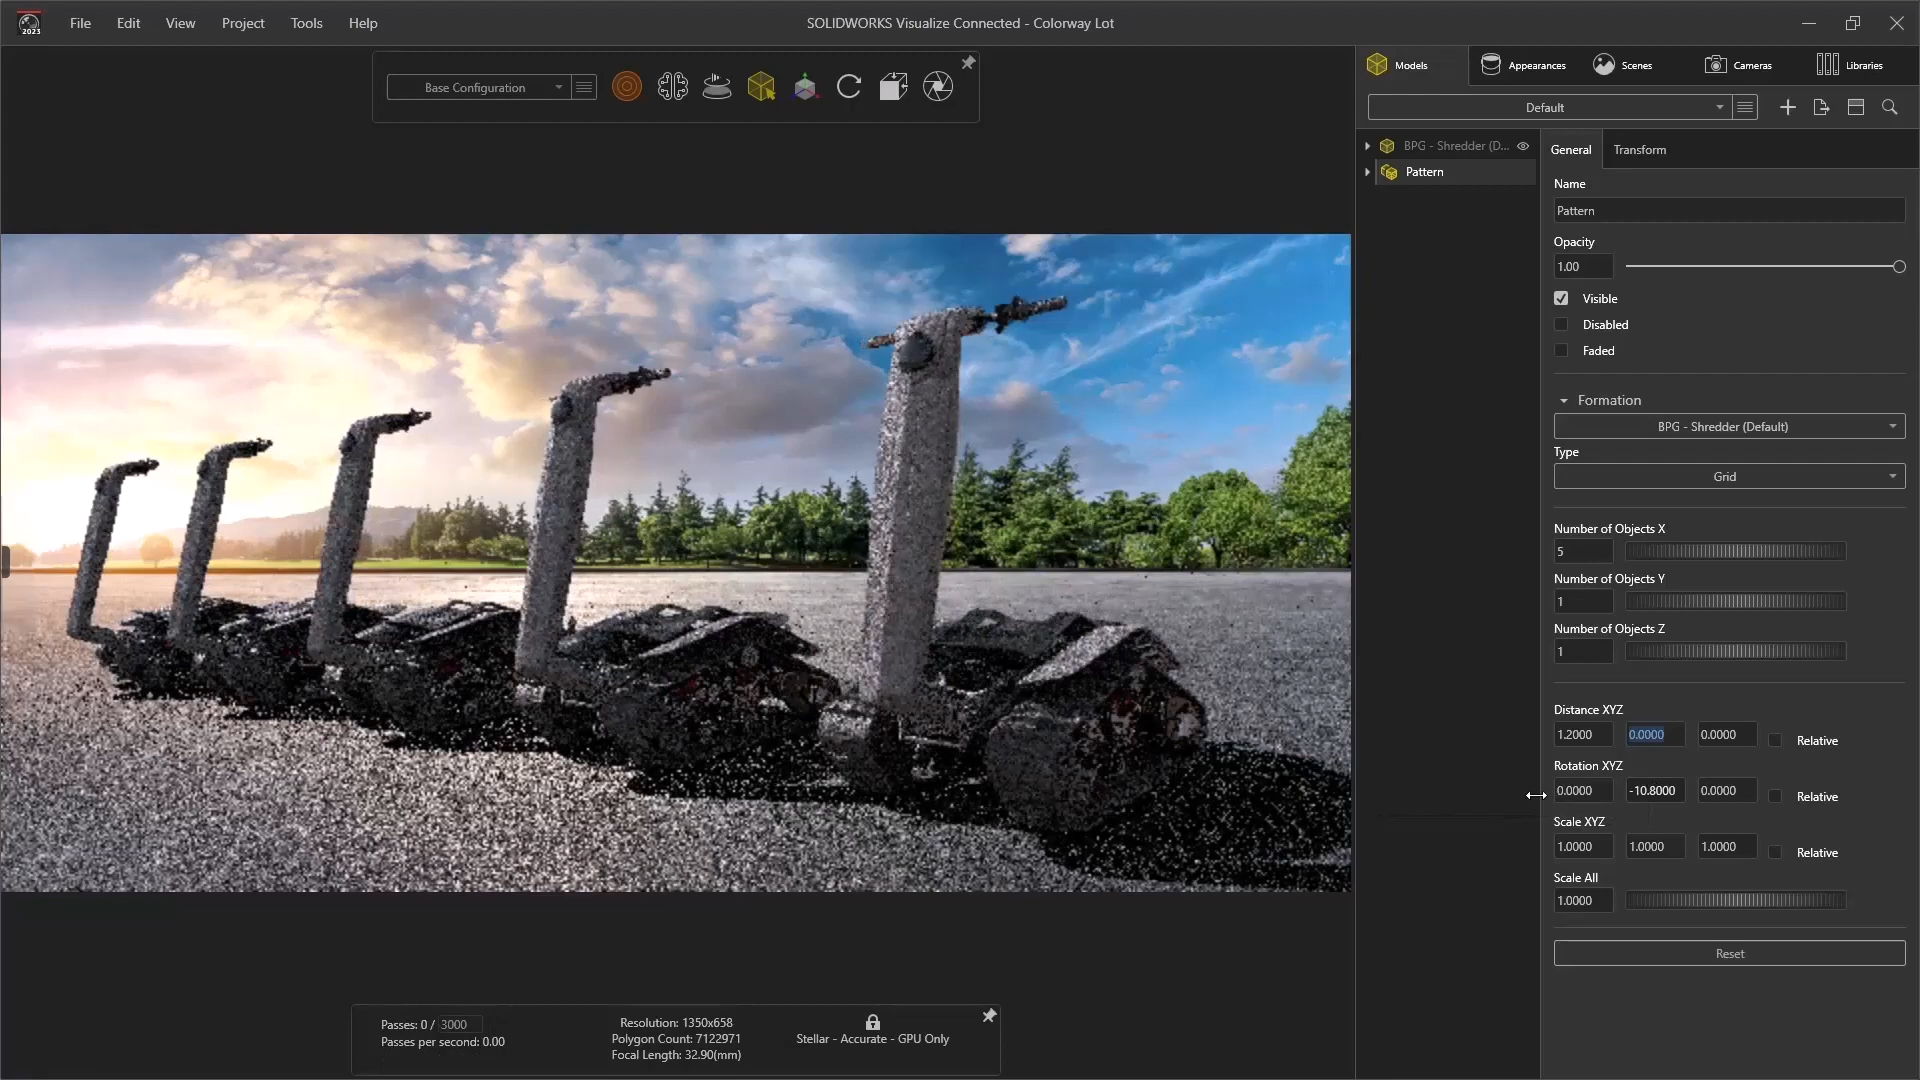 2023
File Edit View Project Tools Help
SOLIDWORKS Visualize Connected - Colorway Lot
Base Configuration
Models Appearances Scenes Cameras Libraries
Default
BPG - Shredder (D...
Pattern
General Transform
Name
Pattern
Opacity
1.00
Visible
Disabled
Faded
Formation
BPG - Shredder (Default)
Type
Grid
Number of Objects X
5
Number of Objects Y
1
Number of Objects Z
1
Distance XYZ
1.2000 0.0000 0.0000 Relative
Rotation XYZ
0.0000 -10.8000 0.0000 Relative
Scale XYZ
1.0000 1.0000 1.0000 Relative
Scale All
1.0000
Reset
Passes: 0 / 3000
Passes per second: 0.00
Resolution: 1350x658
Polygon Count: 7122971
Focal Length: 32.90(mm)
Stellar - Accurate - GPU Only